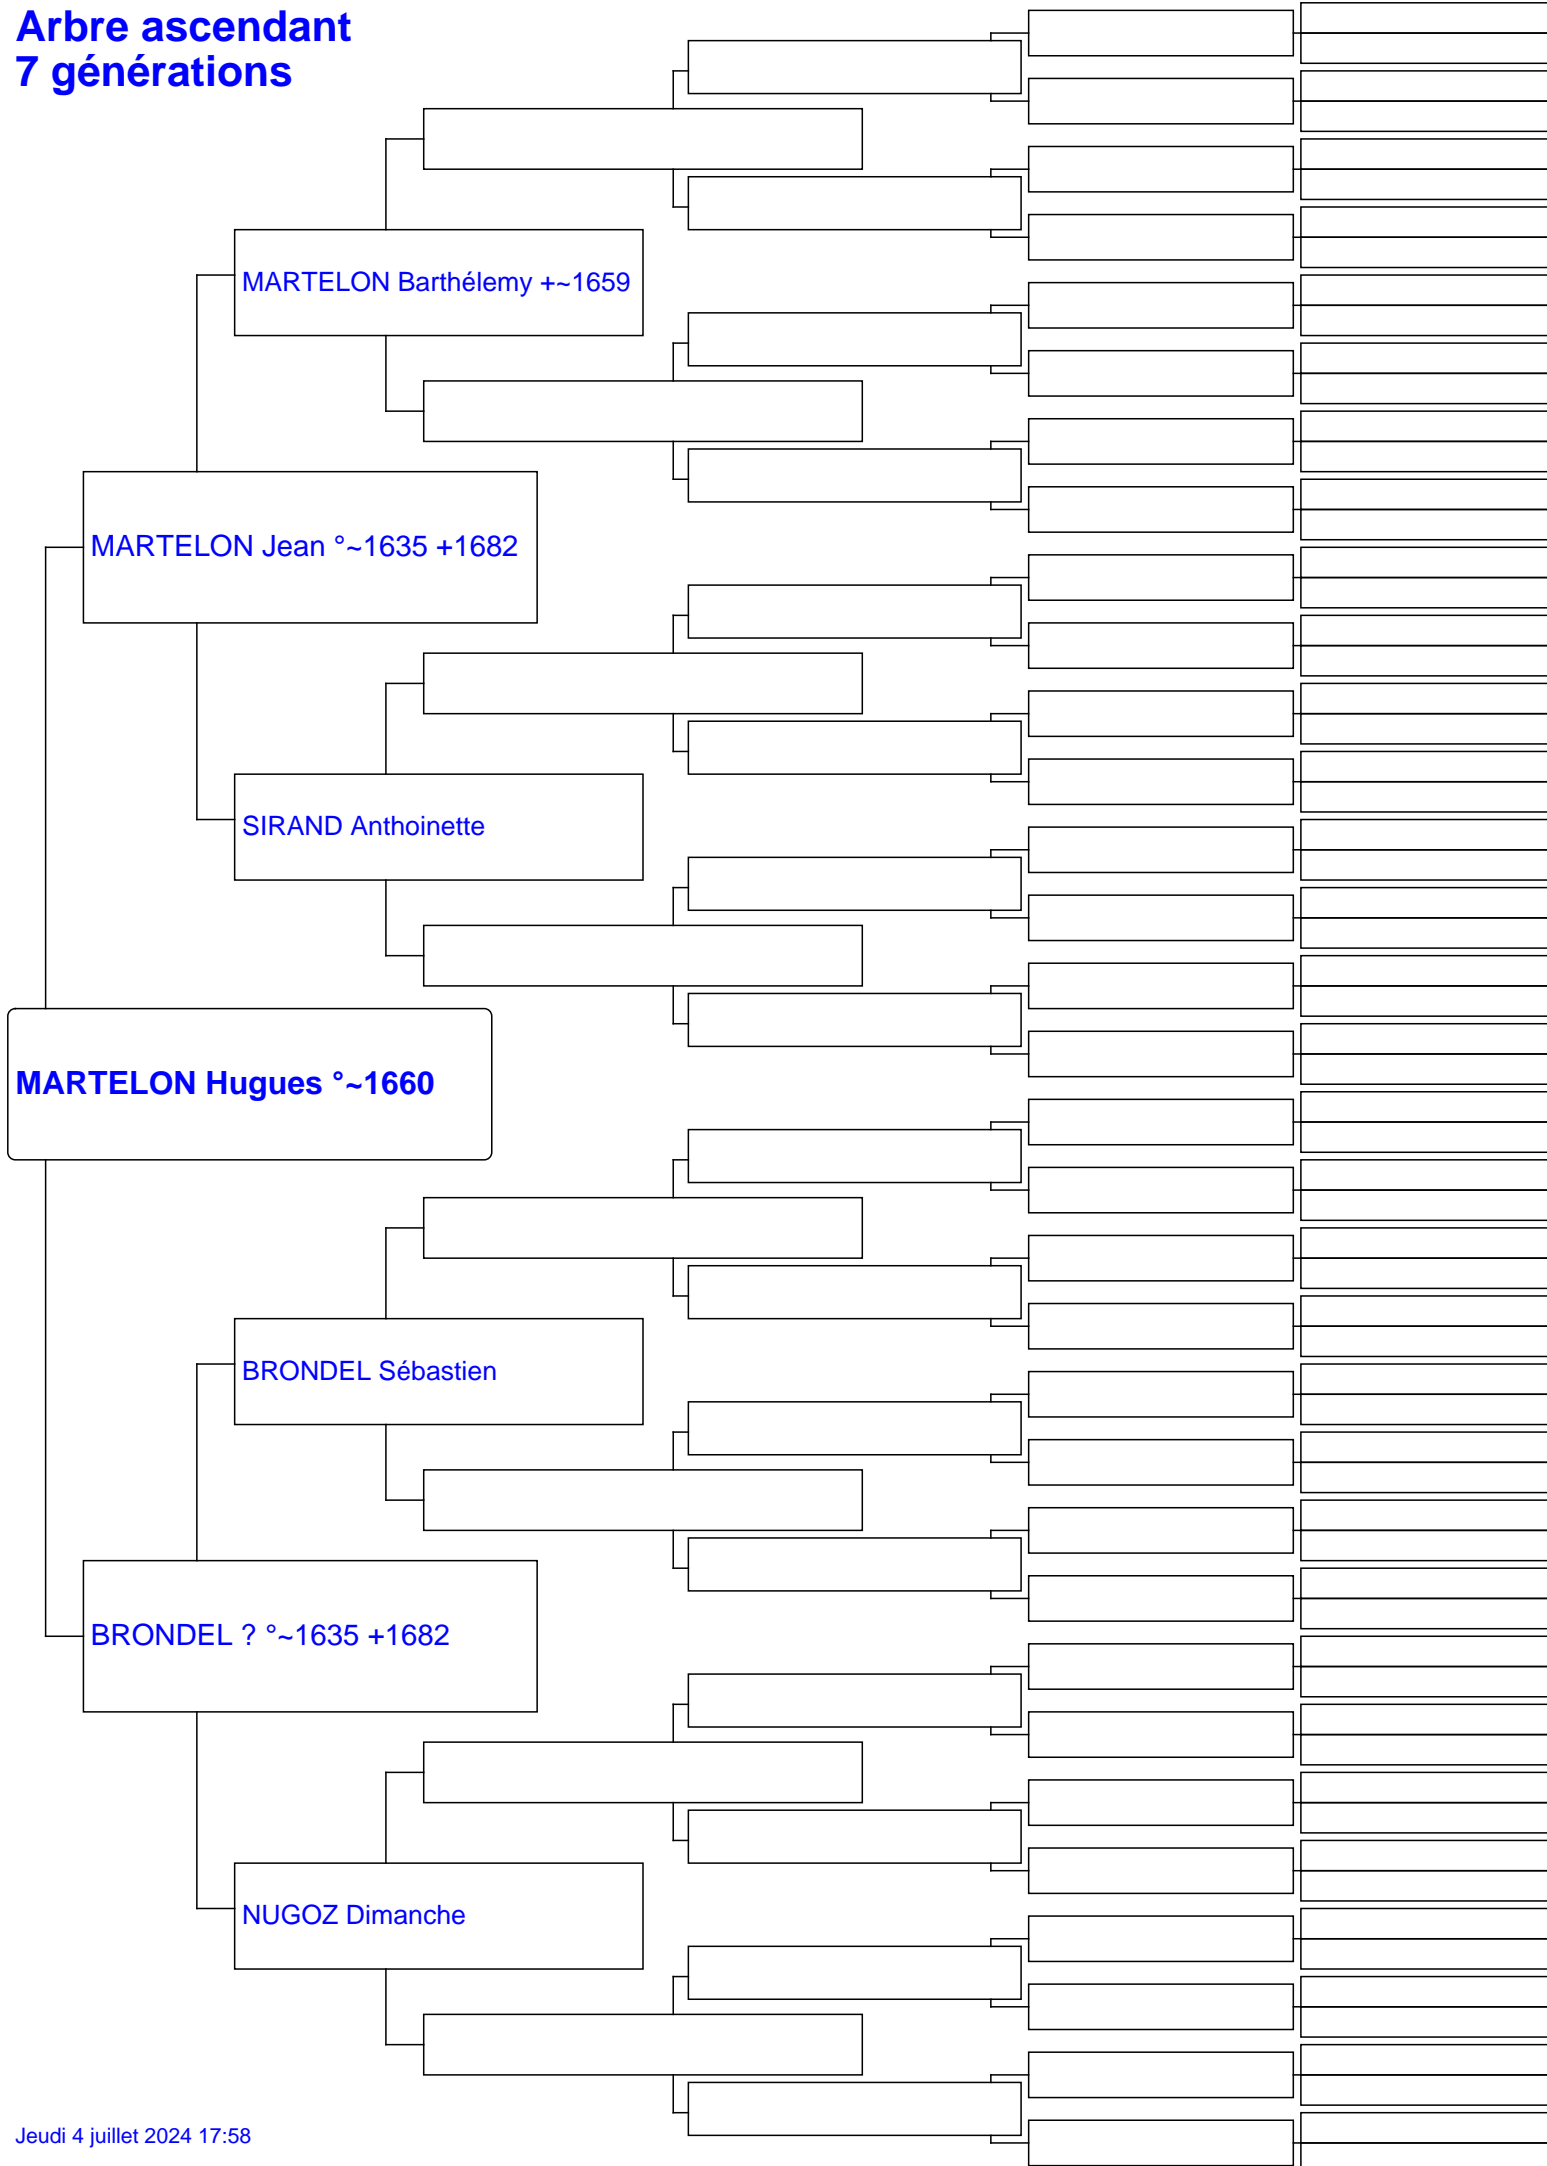 Arbre ascendant
7 générations
MARTELON Barthélemy +~1659
MARTELON Jean °~1635 +1682
SIRAND Anthoinette
MARTELON Hugues °~1660
BRONDEL Sébastien
BRONDEL ? °~1635 +1682
NUGOZ Dimanche
Jeudi 4 juillet 2024 17:58